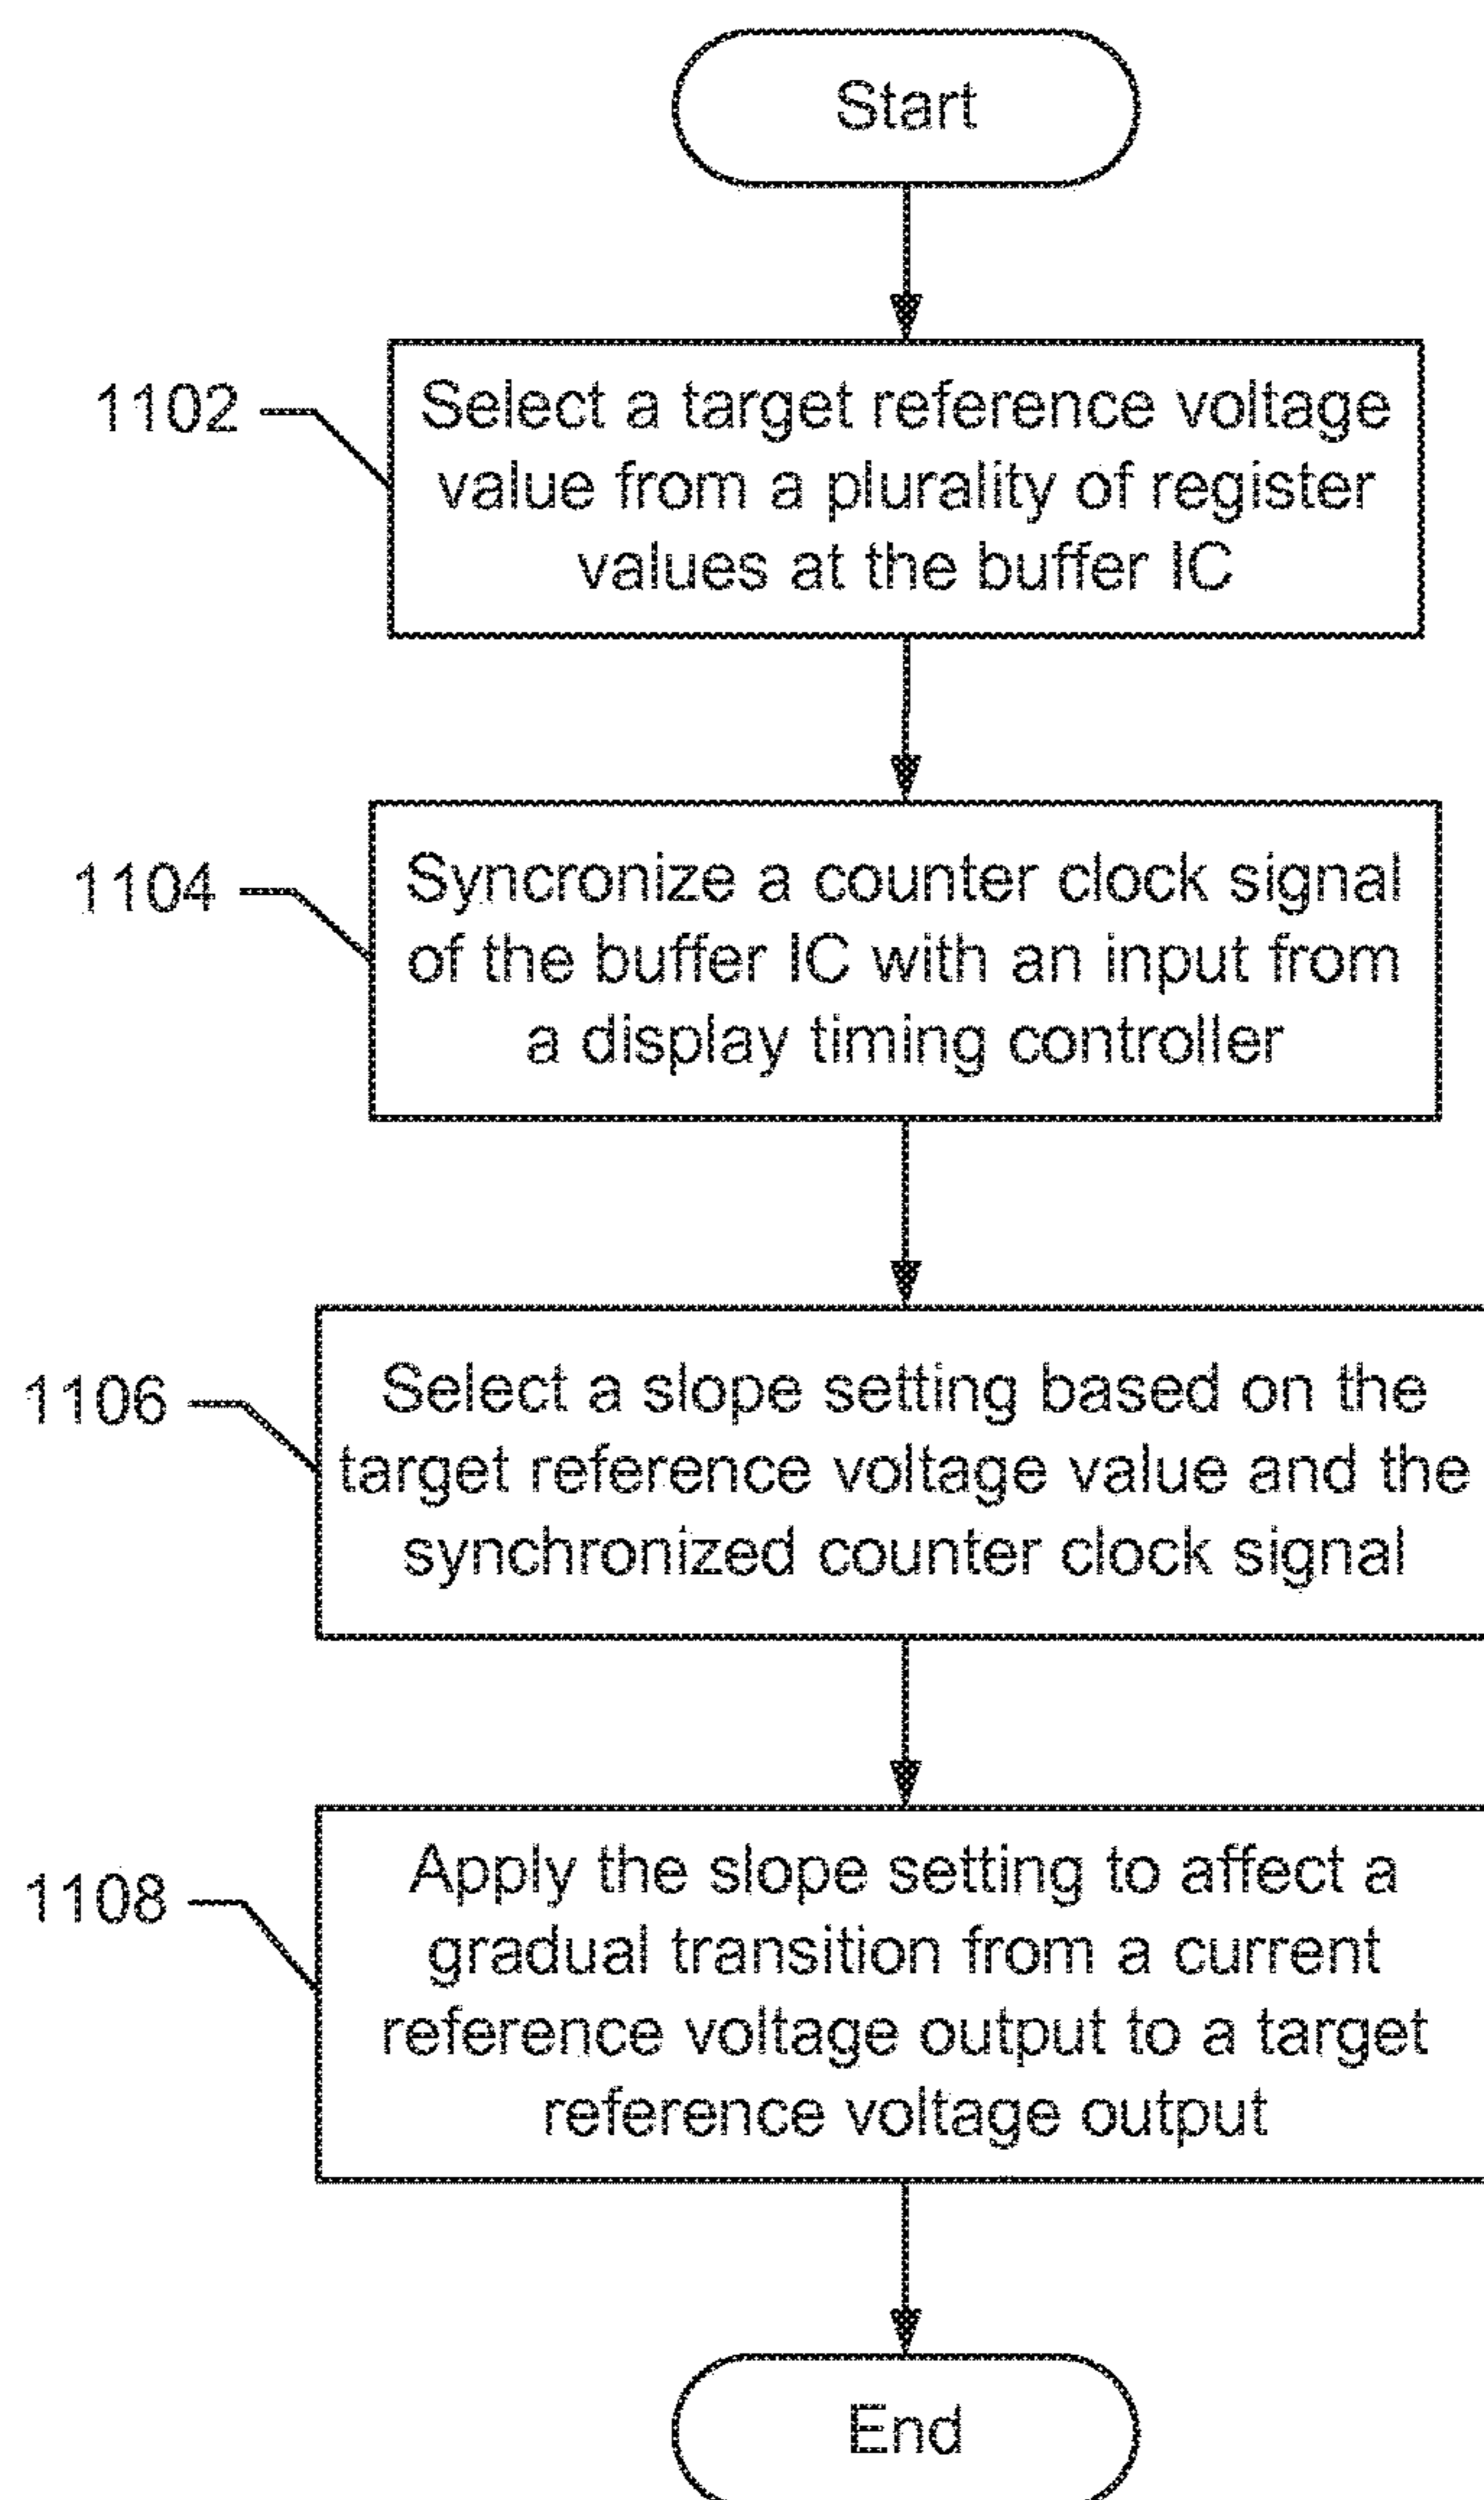 Start
1102
Select a target reference voltage
value from a plurality of register
values at the buffer IC
1104
Syncronize a counter clock signal
of the buffer IC with an input from
a display timing controller
1106
Select a slope setting based on the
target reference voltage value and the
synchronized counter clock signal
1108
Apply the slope setting to affect a
gradual transition from a current
reference voltage output to a target
reference voltage output
End